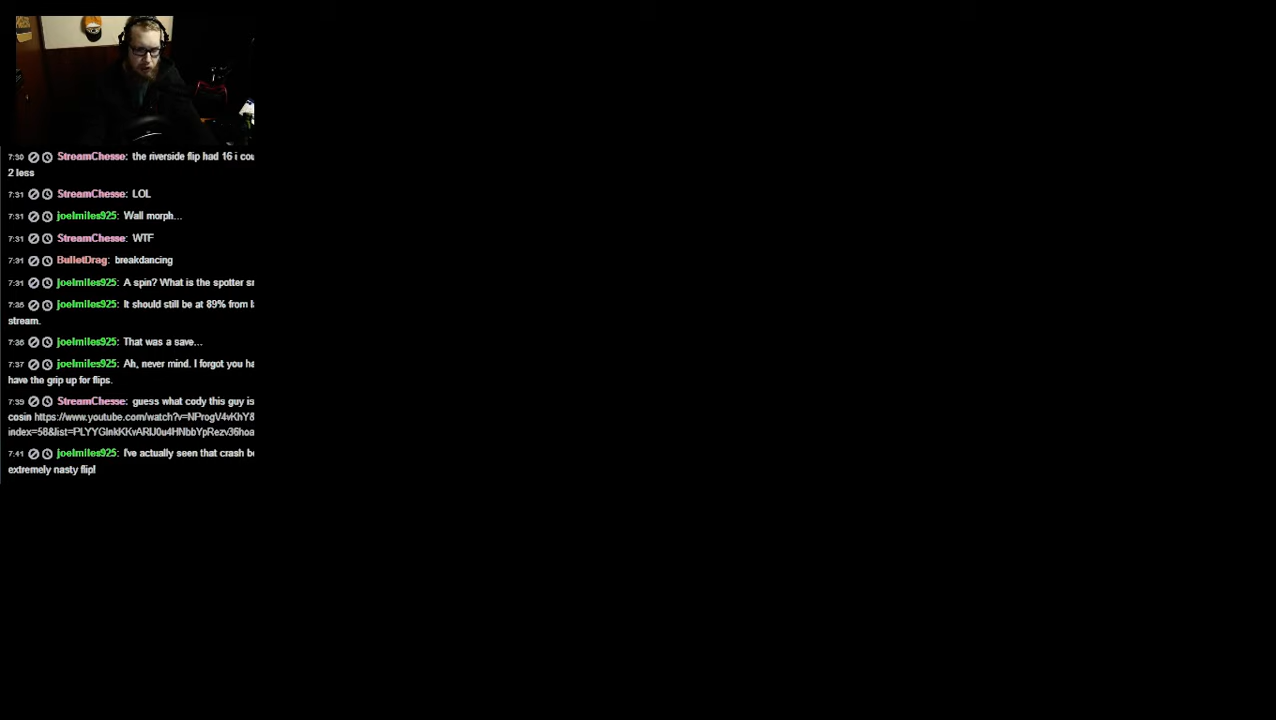 7:30 StreamChesse: the riverside flip had 16 i cou
2 less
7:31 StreamChesse: LOL
7:31 joelmiles925: Wall morph...
7:31 StreamChesse: WTF
7:31 BulletDrag: breakdancing
7:31 joelmiles925: A spin? What is the spotter
7:35 joelmiles925: It should still be at 89% from
stream.
7:36 joelmiles925: That was a save...
7:37 joelmiles925: Ah, never mind. I forgot you ha
have the grip up for flips.
7:39 StreamChesse: guess what cody this guy is
cosin
7:41 joelmiles925: I've actually seen that crash
extremely nasty flip!